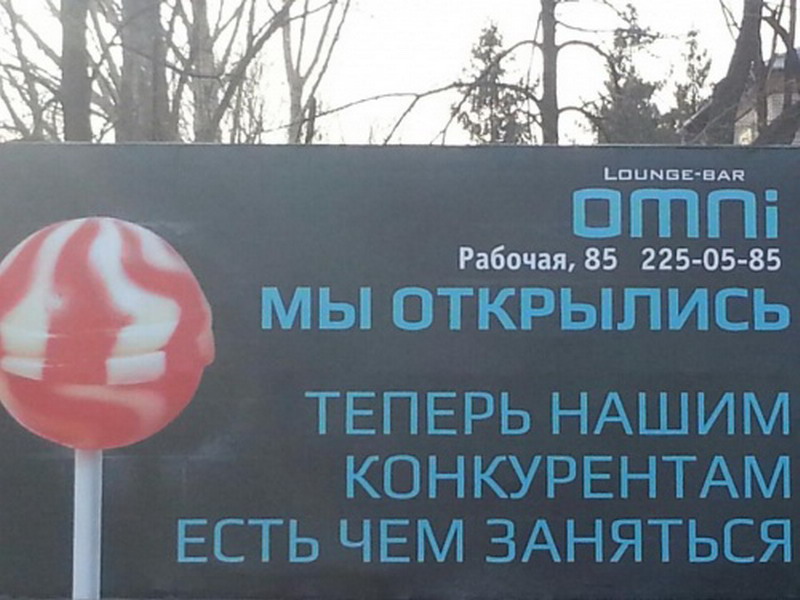 Lounge-bar
omni
Рабочая, 85 225-05-85
МЫ ОТКРЫЛИСЬ
ТЕПЕРЬ НАШИМ
КОНКУРЕНТАМ
ЕСТЬ ЧЕМ ЗАНЯТЬСЯ